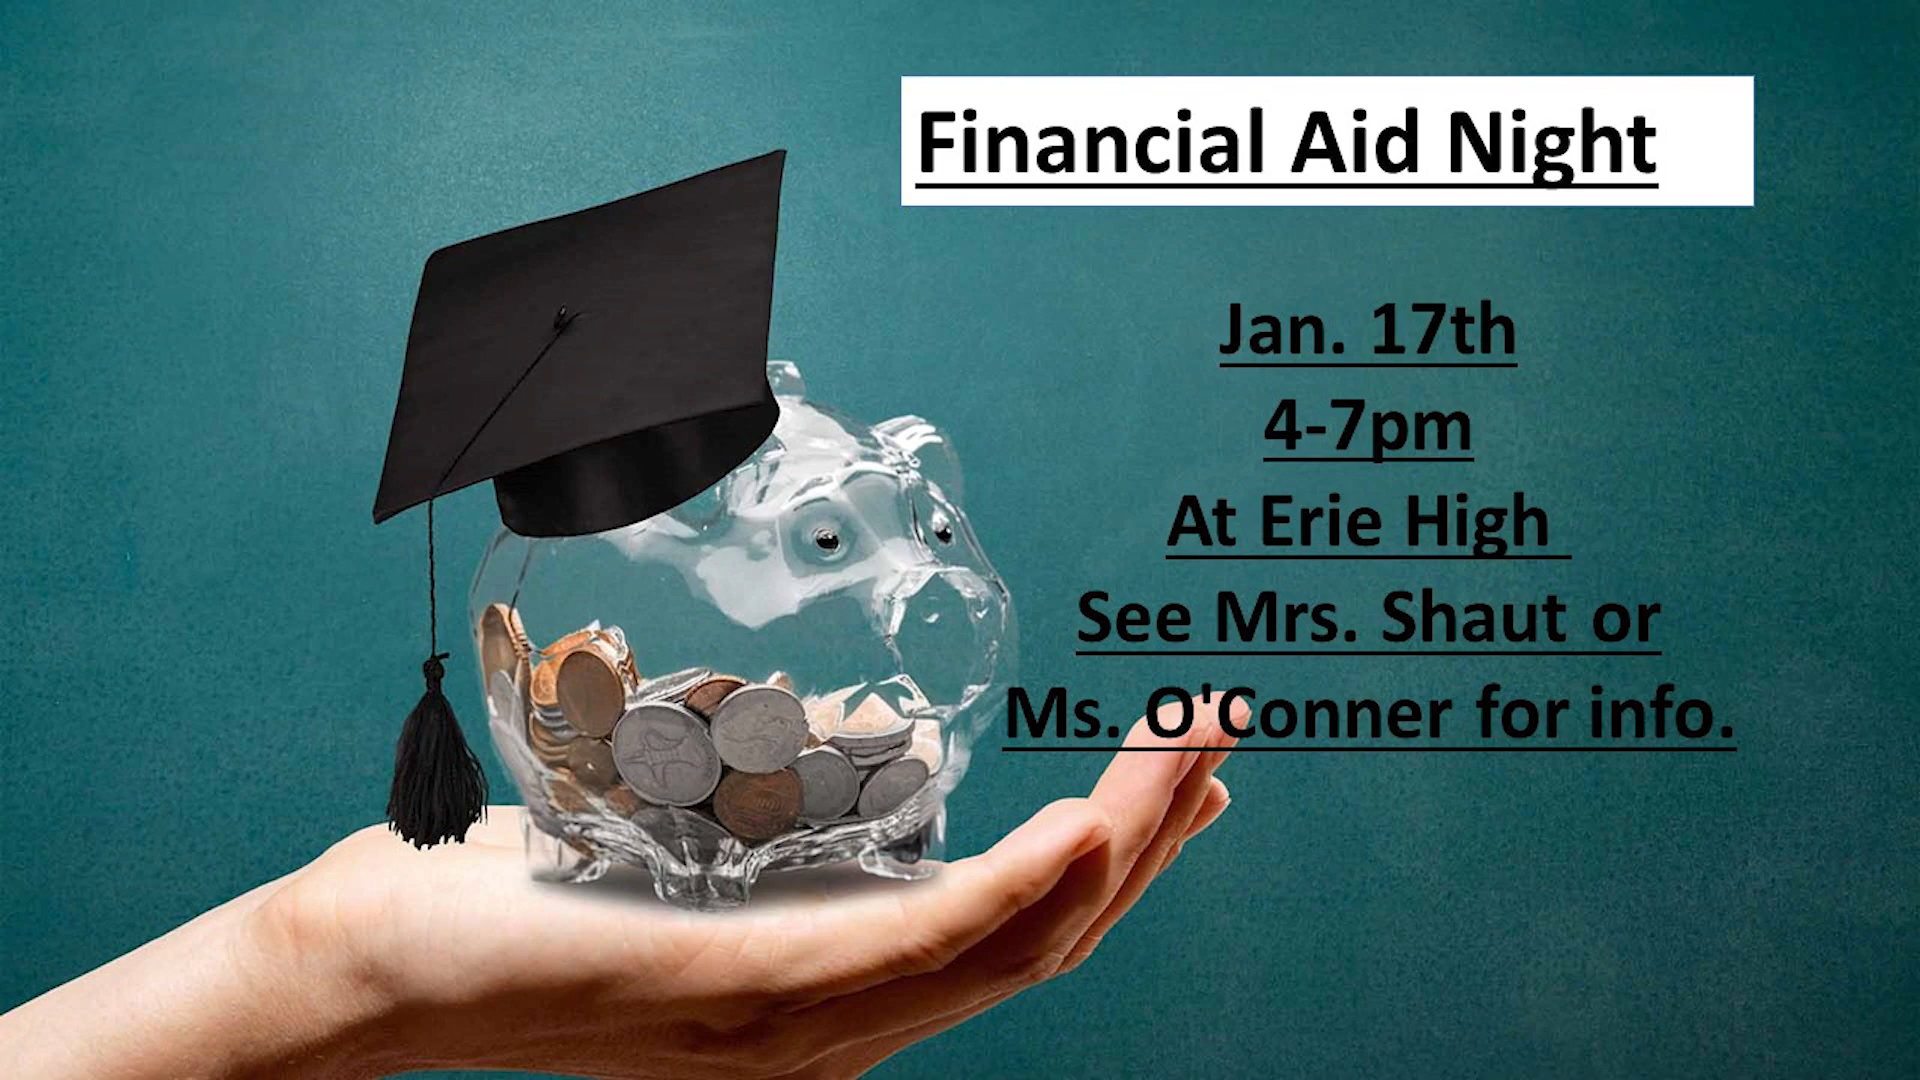 Financial Aid Night
Jan. 17th
4-7pm
At Erie High
See Mrs. Shaut or
Ms. O'Conner for info.